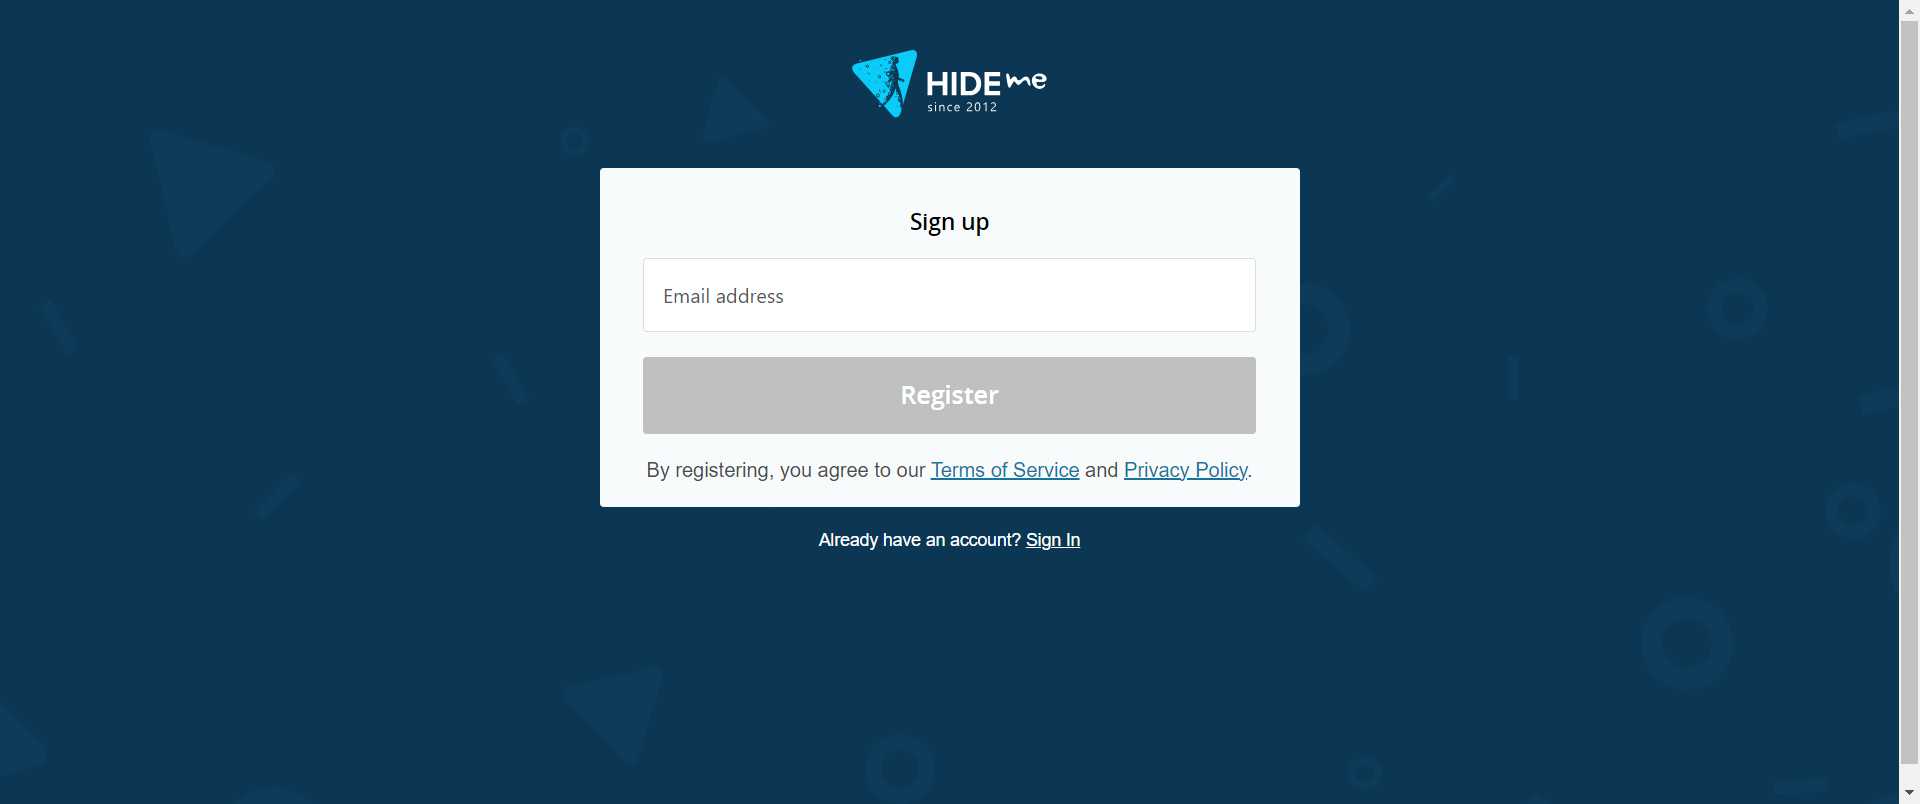 HIDE me
since 2012
Sign up
Email address
Register
By registering, you agree to our Terms of Service and Privacy Policy.
Already have an account? Sign In